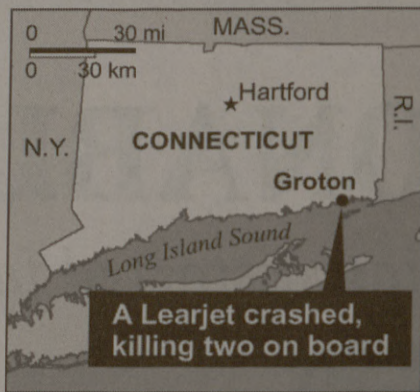 0 30 mi
0 30 km
MASS.
Hartford
N.Y.
R.I.
CONNECTICUT
Groton
Long Island Sound
A Learjet crashed,
killing two on board